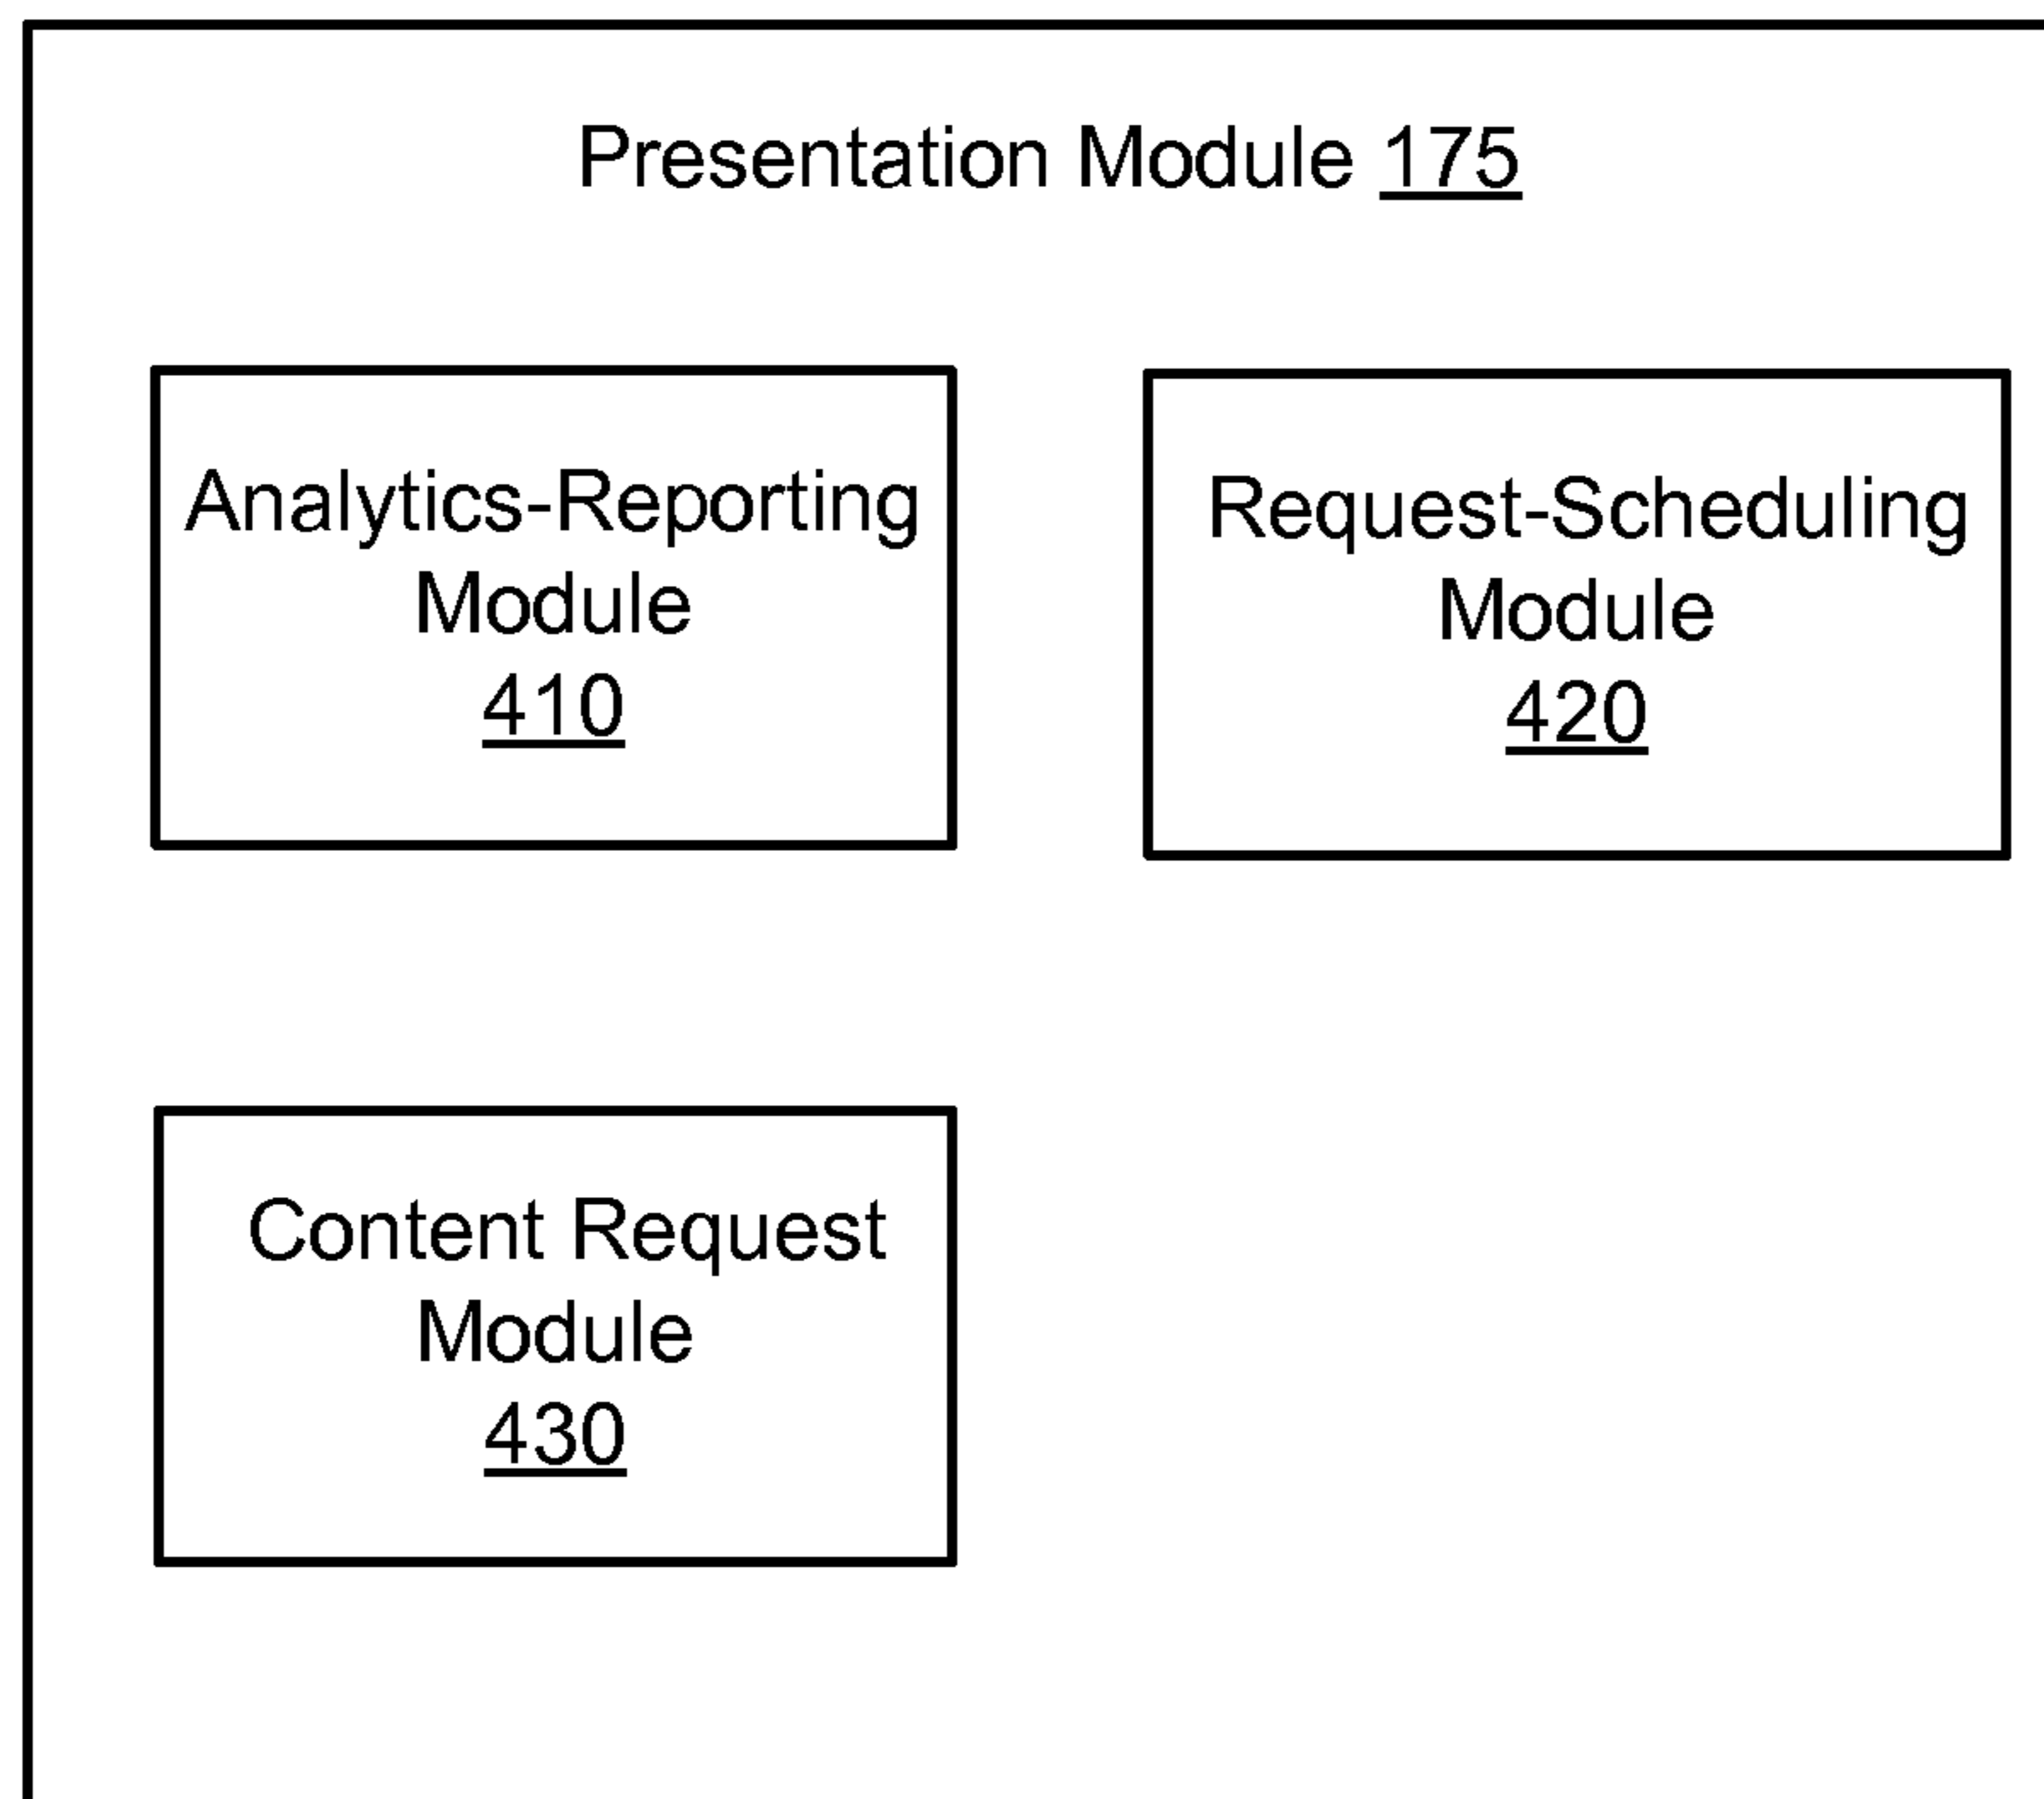 Presentation Module 175
Analytics-Reporting
Module
410
Request-Scheduling
Module
420
Content Request
Module
430